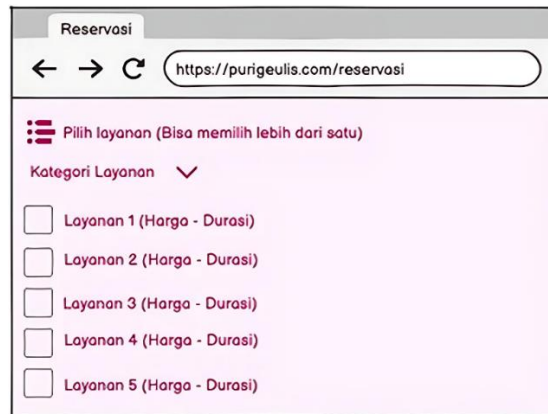 Reservasi
https://purigeulis.com/reservasi
Pilih layanan (Bisa memilih lebih dari satu)
Kategori Layanan
Layanan 1 (Harga - Durasi)
Layanan 2 (Harga - Durasi)
Layanan 3 (Harga - Durasi)
Layanan 4 (Harga - Durasi)
Layanan 5 (Harga - Durasi)